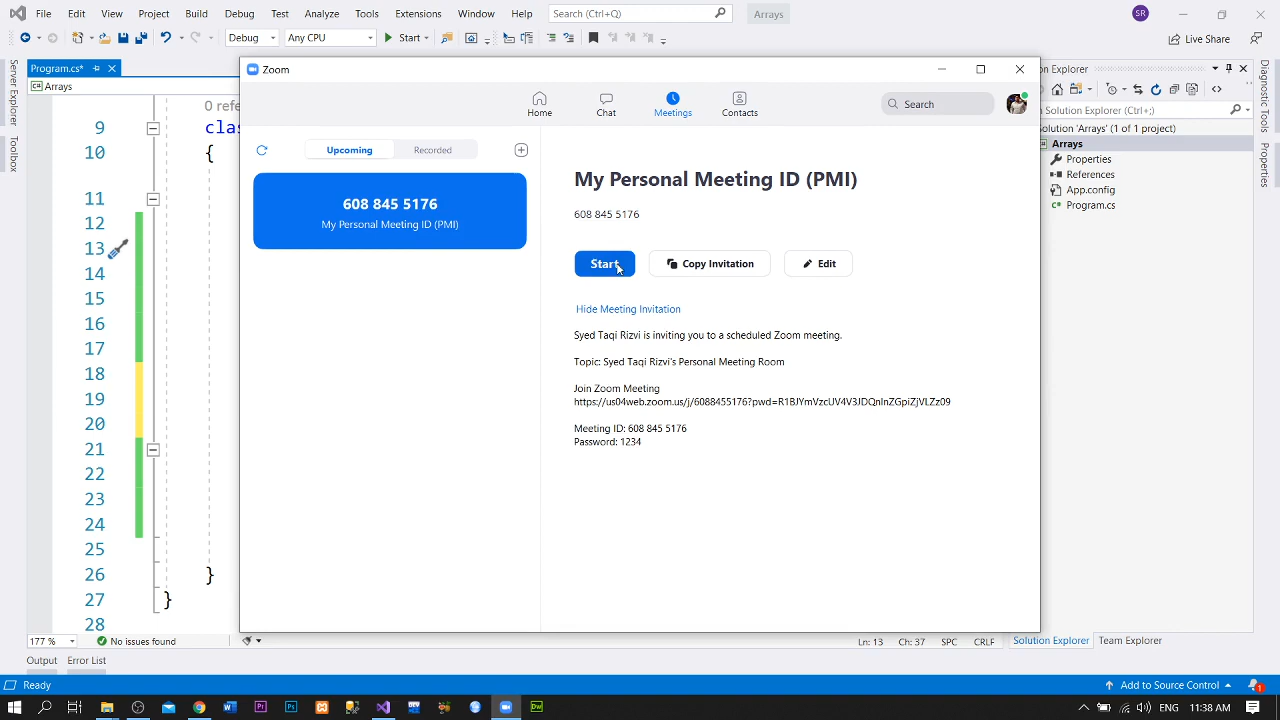 File Edit View Project Build Debug Test Analyze Tools Extensions Window Help Search (Ctrl+Q) Arrays SR
Debug Any CPU Start Live Share
Program.cs*
Arrays
Server Explorer
Toolbox
0 refe
9 clas
10 {
11
12
13
14
15
16
17
18
19
20
21
22
23
24
25
26 }
27 }
28
Zoom
Home Chat Meetings Contacts Search
Upcoming Recorded
608 845 5176
My Personal Meeting ID (PMI)
My Personal Meeting ID (PMI)
608 845 5176
Start Copy Invitation Edit
Hide Meeting Invitation
Syed Taqi Rizvi is inviting you to a scheduled Zoom meeting.
Topic: Syed Taqi Rizvi's Personal Meeting Room
Join Zoom Meeting
https://us04web.zoom.us/j/6088455176?pwd=R1BJYmVzcUV4V3JDQnlnZGpiZjVLZz09
Meeting ID: 608 845 5176
Password: 1234
Explorer
Solution Explorer (Ctrl+;)
olution 'Arrays' (1 of 1 project)
Arrays
Properties
References
App.config
C# Program.cs
Diagnostic Tools
Properties
177 % No issues found Ln: 13 Ch: 37 SPC CRLF
Solution Explorer Team Explorer
Output Error List
Ready Add to Source Control 1
ENG 11:38 AM